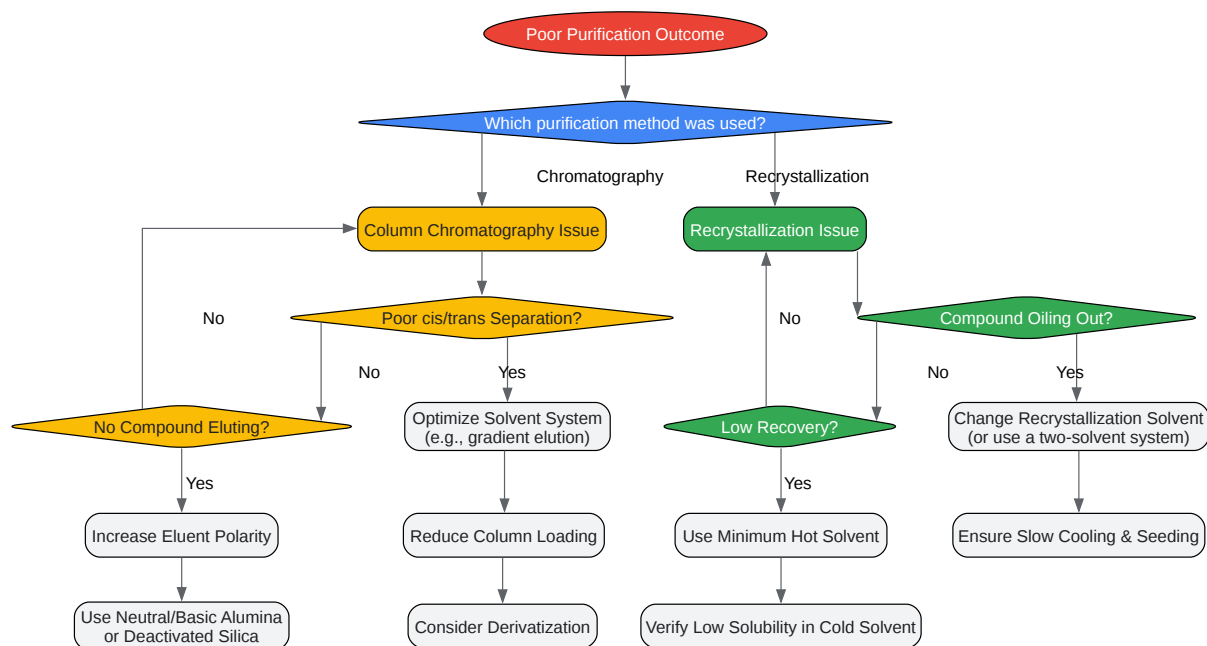 Poor Purification Outcome
Which purification method was used?
Chromatography
Recrystallization
Column Chromatography Issue
Recrystallization Issue
No
Poor cis/trans Separation?
No
Compound Oiling Out?
No
Yes
No
Yes
No Compound Eluting?
Optimize Solvent System
(e.g., gradient elution)
Low Recovery?
Change Recrystallization Solvent
(or use a two-solvent system)
Yes
Yes
Increase Eluent Polarity
Reduce Column Loading
Use Minimum Hot Solvent
Ensure Slow Cooling & Seeding
Use Neutral/Basic Alumina
or Deactivated Silica
Consider Derivatization
Verify Low Solubility in Cold Solvent